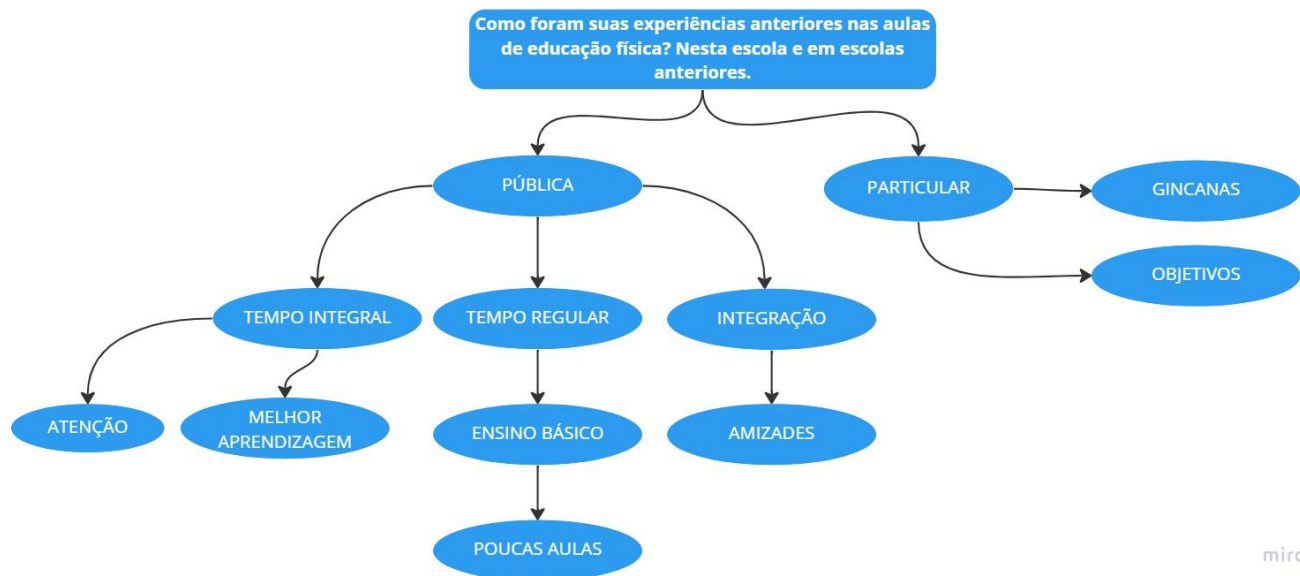 Como foram suas experiências anteriores nas aulas
de educação física? Nesta escola e em escolas
anteriores.
PÚBLICA
PARTICULAR
GINCANAS
OBJETIVOS
TEMPO INTEGRAL
TEMPO REGULAR
INTEGRAÇÃO
ATENÇÃO
MELHOR
APRENDIZAGEM
ENSINO BÁSICO
AMIZADES
POUCAS AULAS
miro